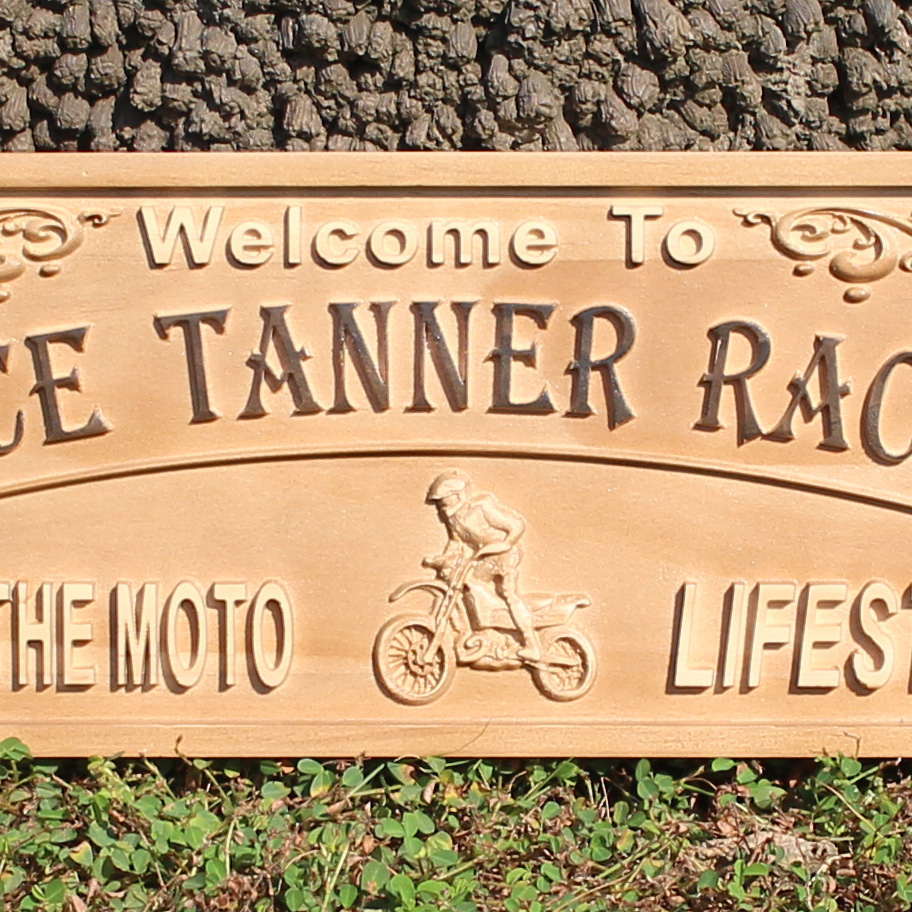 Welcome To
CE TANNER RAC
THE MOTO LIFEST